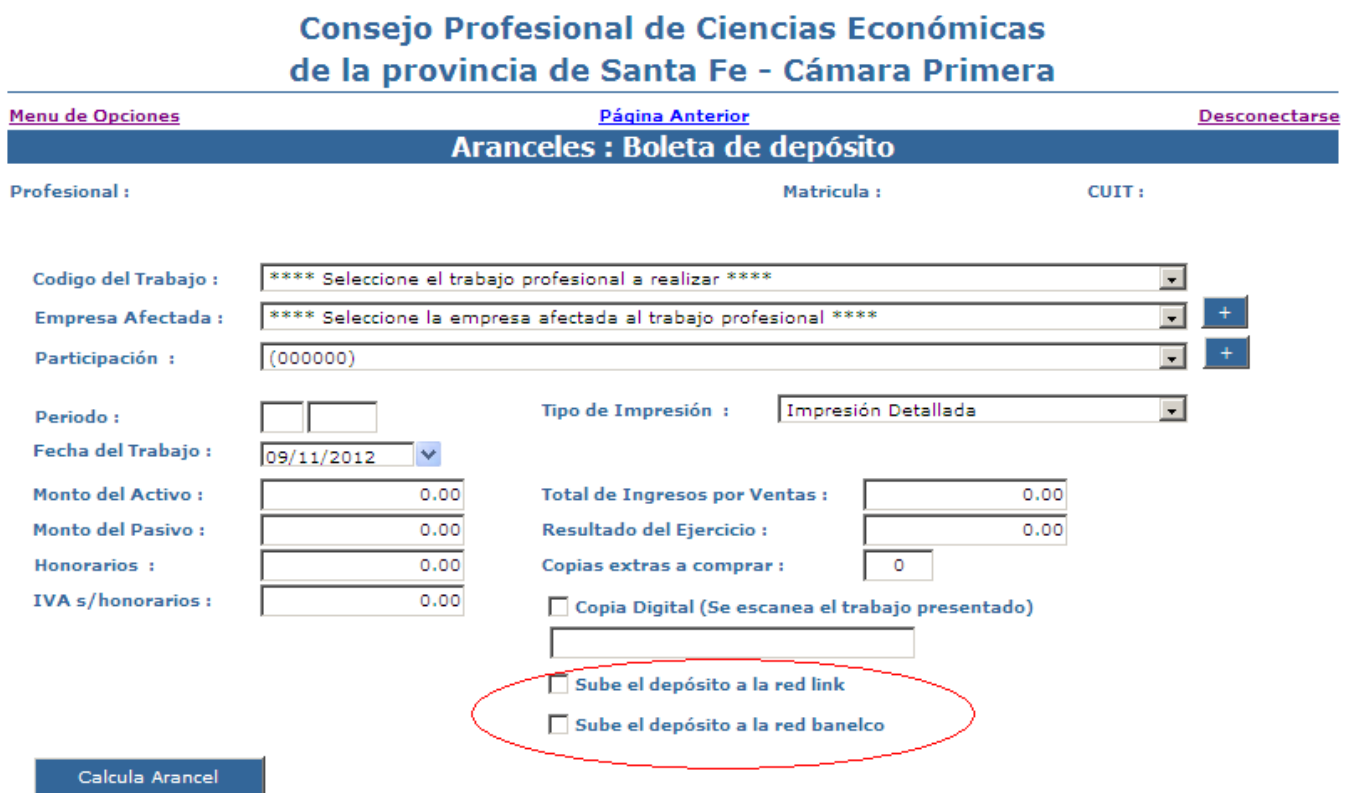 Consejo Profesional de Ciencias Económicas
de la provincia de Santa Fe - Cámara Primera
Menu de Opciones Página Anterior Desconectarse
Aranceles : Boleta de depósito
Profesional : Matricula : CUIT :
Codigo del Trabajo : **** Seleccione el trabajo profesional a realizar ****
Empresa Afectada : **** Seleccione la empresa afectada al trabajo profesional **** +
Participación : (000000) +
Periodo : Tipo de Impresión : Impresión Detallada
Fecha del Trabajo : 09/11/2012
Monto del Activo : 0.00 Total de Ingresos por Ventas : 0.00
Monto del Pasivo : 0.00 Resultado del Ejercicio : 0.00
Honorarios : 0.00 Copias extras a comprar : 0
IVA s/honorarios : 0.00 Copia Digital (Se escanea el trabajo presentado)
Sube el depósito a la red link
Sube el depósito a la red banelco
Calcula Arancel